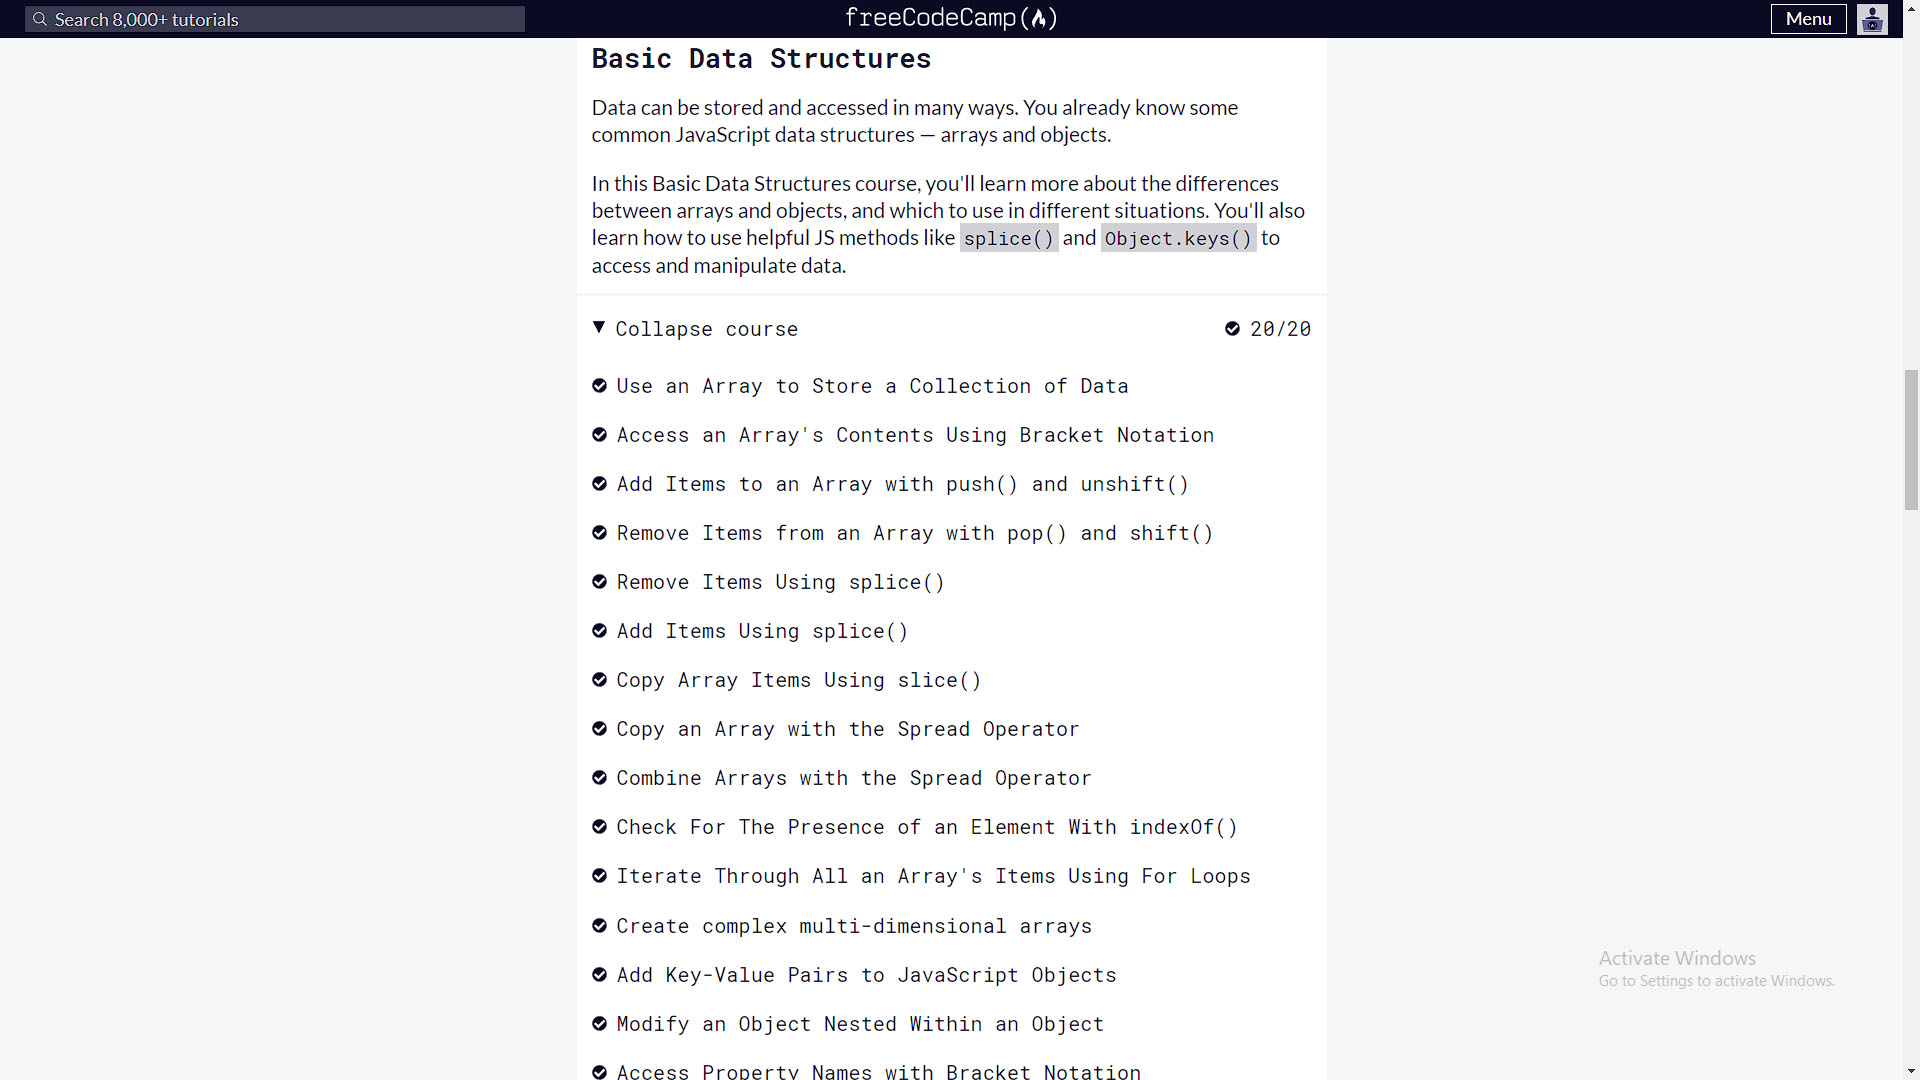 Search 8,000+ tutorials
freeCodeCamp(🔥)
Menu
Basic Data Structures
Data can be stored and accessed in many ways. You already know some
common JavaScript data structures — arrays and objects.
In this Basic Data Structures course, you'll learn more about the differences
between arrays and objects, and which to use in different situations. You'll also
learn how to use helpful JS methods like splice() and Object.keys() to
access and manipulate data.
Collapse course
20/20
Use an Array to Store a Collection of Data
Access an Array's Contents Using Bracket Notation
Add Items to an Array with push() and unshift()
Remove Items from an Array with pop() and shift()
Remove Items Using splice()
Add Items Using splice()
Copy Array Items Using slice()
Copy an Array with the Spread Operator
Combine Arrays with the Spread Operator
Check For The Presence of an Element With indexOf()
Iterate Through All an Array's Items Using For Loops
Create complex multi-dimensional arrays
Add Key-Value Pairs to JavaScript Objects
Modify an Object Nested Within an Object
Access Property Names with Bracket Notation
Activate Windows
Go to Settings to activate Windows.